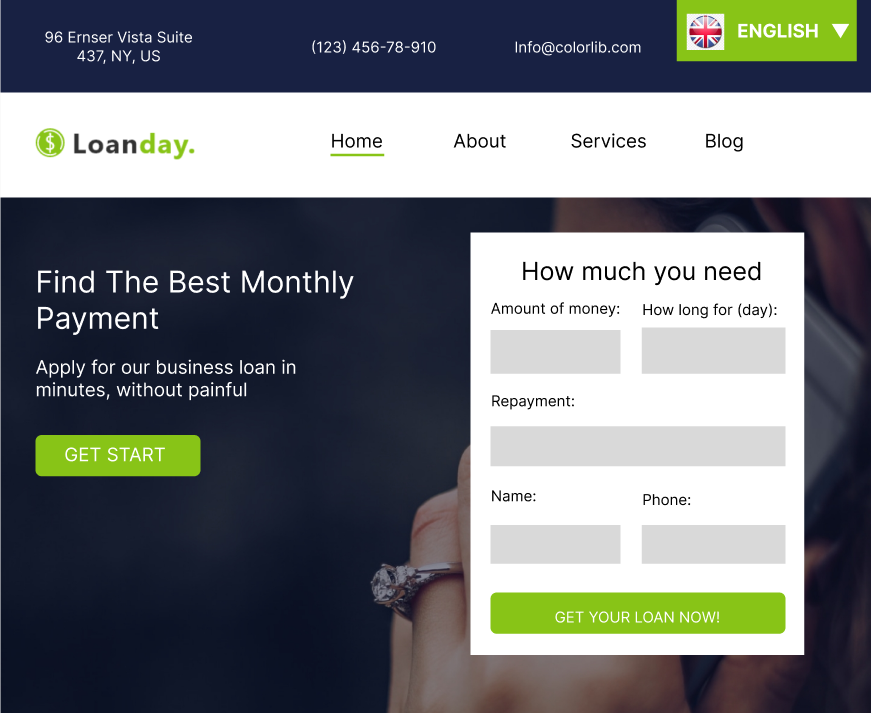 96 Ernser Vista Suite
437, NY, US
(123) 456-78-910
Info@colorlib.com
ENGLISH
$ Loanday.
Home
About
Services
Blog
Find The Best Monthly
Payment
Apply for our business loan in
minutes, without painful
GET START
How much you need
Amount of money:
How long for (day):
Repayment:
Name:
Phone:
GET YOUR LOAN NOW!